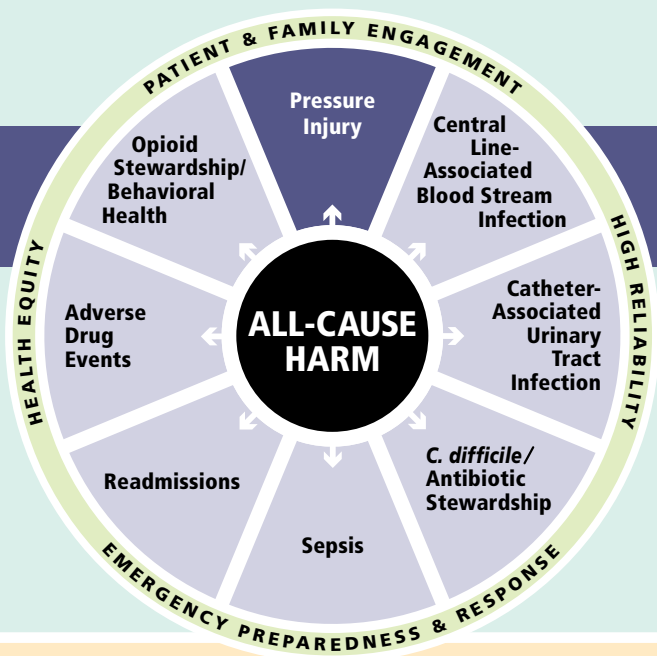 PATIENT & FAMILY ENGAGEMENT
Pressure
Injury
Central
Line-
Associated
Blood Stream
Infection
HIGH RELIABILITY
Catheter-
Associated
Urinary
Tract
Infection
C. difficile/
Antibiotic
Stewardship
EMERGENCY PREPAREDNESS & RESPONSE
Sepsis
Readmissions
HEALTH EQUITY
Adverse
Drug
Events
Opioid
Stewardship/
Behavioral
Health
ALL-CAUSE
HARM